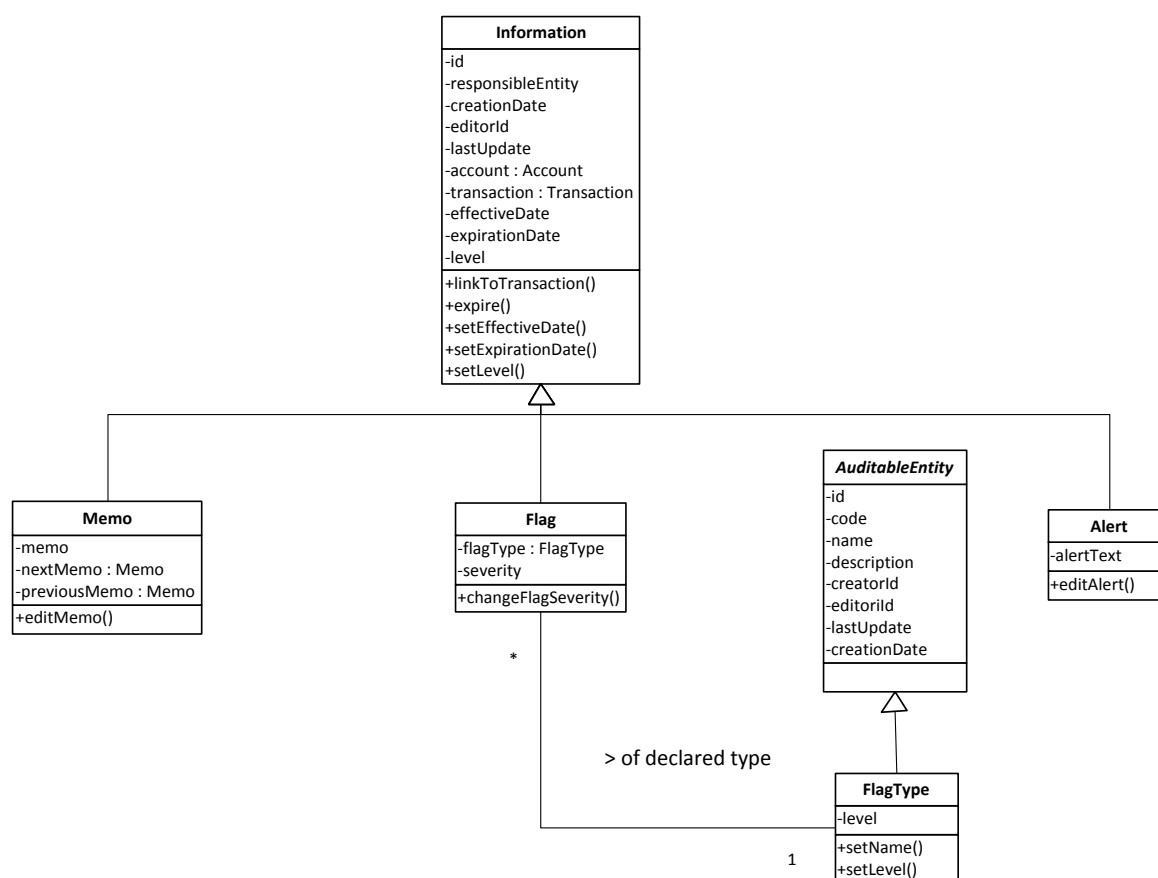 Information
-id
-responsibleEntity
-creationDate
-editorId
-lastUpdate
-account : Account
-transaction : Transaction
-effectiveDate
-expirationDate
-level
+linkToTransaction()
+expire()
+setEffectiveDate()
+setExpirationDate()
+setLevel()
Memo
-memo
-nextMemo : Memo
-previousMemo : Memo
+editMemo()
Flag
-flagType : FlagType
-severity
+changeFlagSeverity()
AuditableEntity
-id
-code
-name
-description
-creatorId
-editoriId
-lastUpdate
-creationDate
Alert
-alertText
+editAlert()
*
> of declared type
1
FlagType
-level
+setName()
+setLevel()